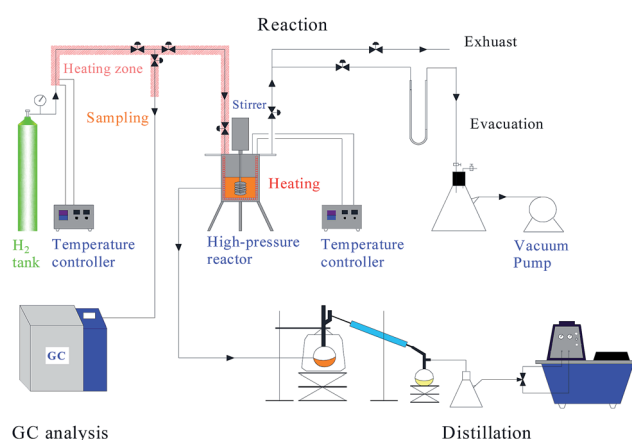 Reaction
Exhuast
Heating zone
Stirrer
Sampling
Evacuation
Heating
H2
tank
Temperature
controller
High-pressure
reactor
Temperature
controller
Vacuum
Pump
GC
GC analysis
Distillation